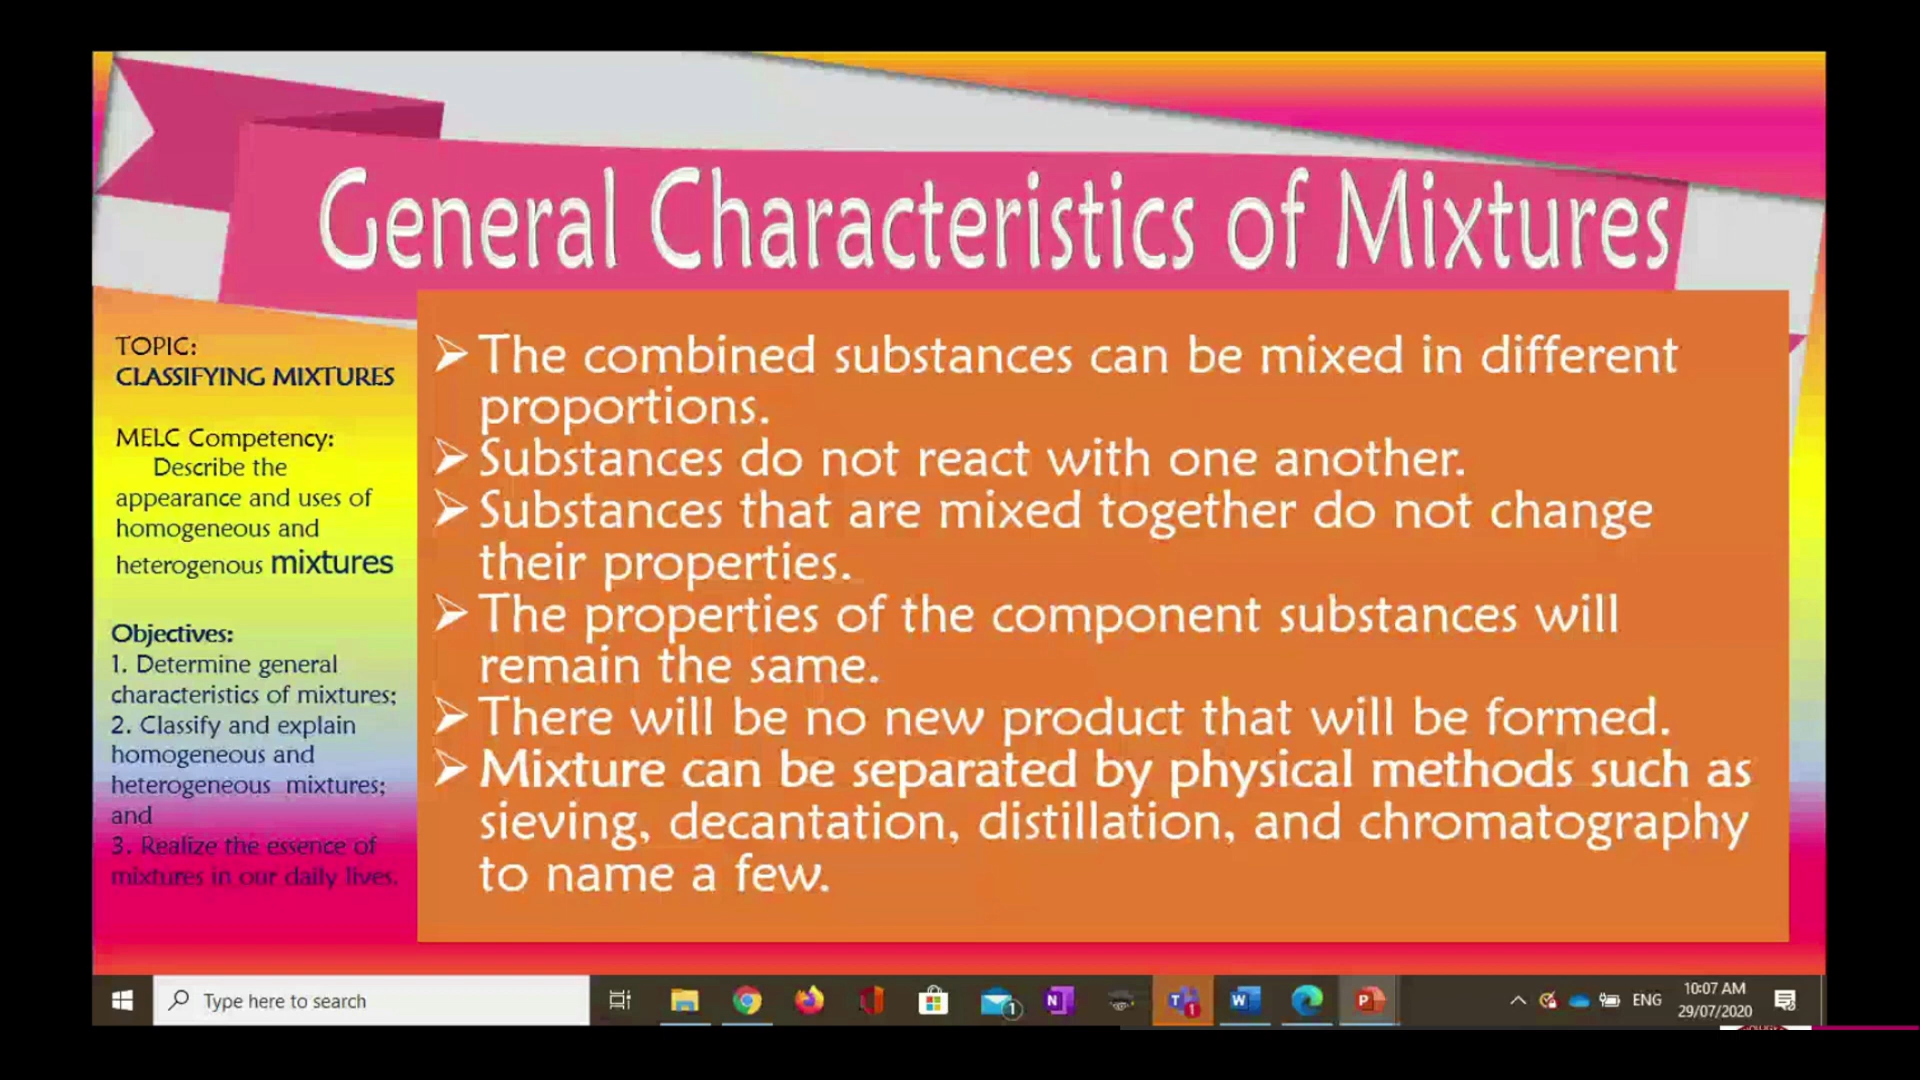 General Characteristics of Mixtures
TOPIC:
CLASSIFYING MIXTURES
MELC Competency:
Describe the
appearance and uses of
homogeneous and
heterogenous mixtures
Objectives:
1. Determine general
characteristics of mixtures;
2. Classify and explain
homogeneous and
heterogeneous mixtures;
and
3. Realize the essence of
mixtures in our daily lives.
➢ The combined substances can be mixed in different
proportions.
➢ Substances do not react with one another.
➢ Substances that are mixed together do not change
their properties.
➢ The properties of the component substances will
remain the same.
➢ There will be no new product that will be formed.
➢ Mixture can be separated by physical methods such as
sieving, decantation, distillation, and chromatography
to name a few.
Type here to search
1
N
T
1
W
P
ENG
10:07 AM
29/07/2020